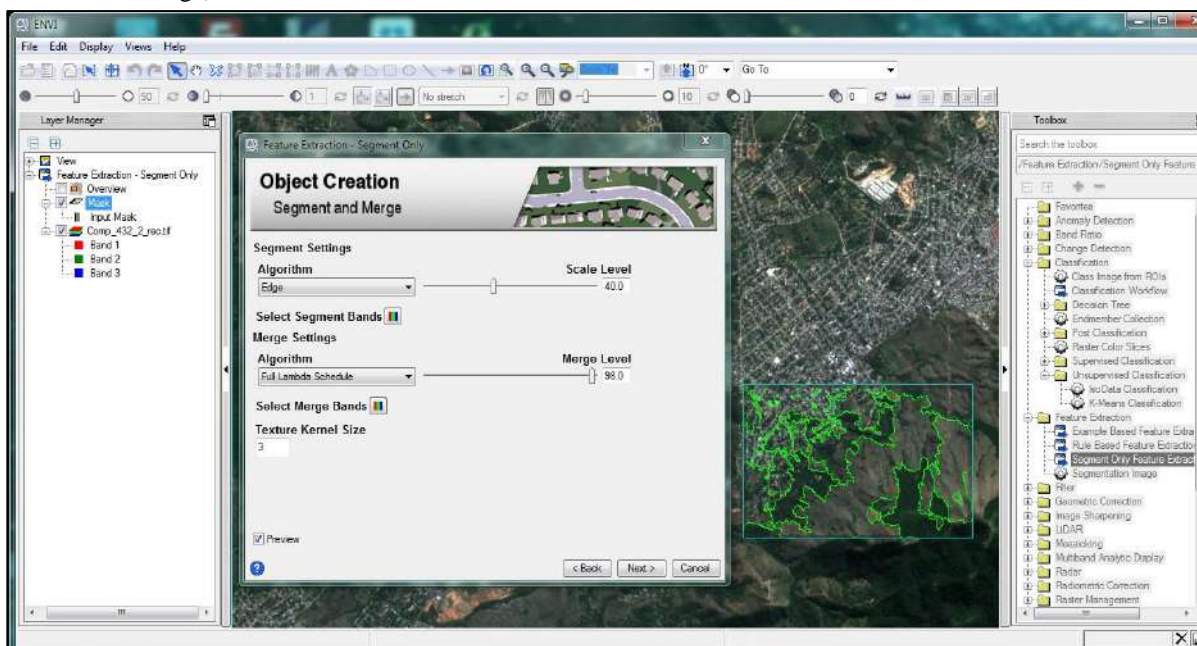 ENVI
File Edit Display Views Help
50
1
No stretch
10
0°
Go To
0
Layer Manager
View
Feature Extraction - Segment Only
Overview
Mask
Input Mask
Comp_432_2_rec.tif
Band 1
Band 2
Band 3
Feature Extraction - Segment Only
Object Creation
Segment and Merge
Segment Settings
Algorithm Scale Level
Edge 40.0
Select Segment Bands
Merge Settings
Algorithm Merge Level
Full Lambda Schedule 98.0
Select Merge Bands
Texture Kernel Size
3
Preview
< Back Next > Cancel
Toolbox
Search the toolbox
/Feature Extraction/Segment Only Feature
Favorites
Anomaly Detection
Band Ratio
Change Detection
Classification
Class Image from ROIs
Classification Workflow
Decision Tree
Endmember Collection
Post Classification
Raster Color Slices
Supervised Classification
Unsupervised Classification
IsoData Classification
K-Means Classification
Feature Extraction
Example Based Feature Extra
Rule Based Feature Extraction
Segment Only Feature Extract
Segmentation Image
Filter
Geometric Correction
Image Sharpening
LiDAR
Mosaicking
Multiband Analytic Display
Radar
Radiometric Correction
Raster Management